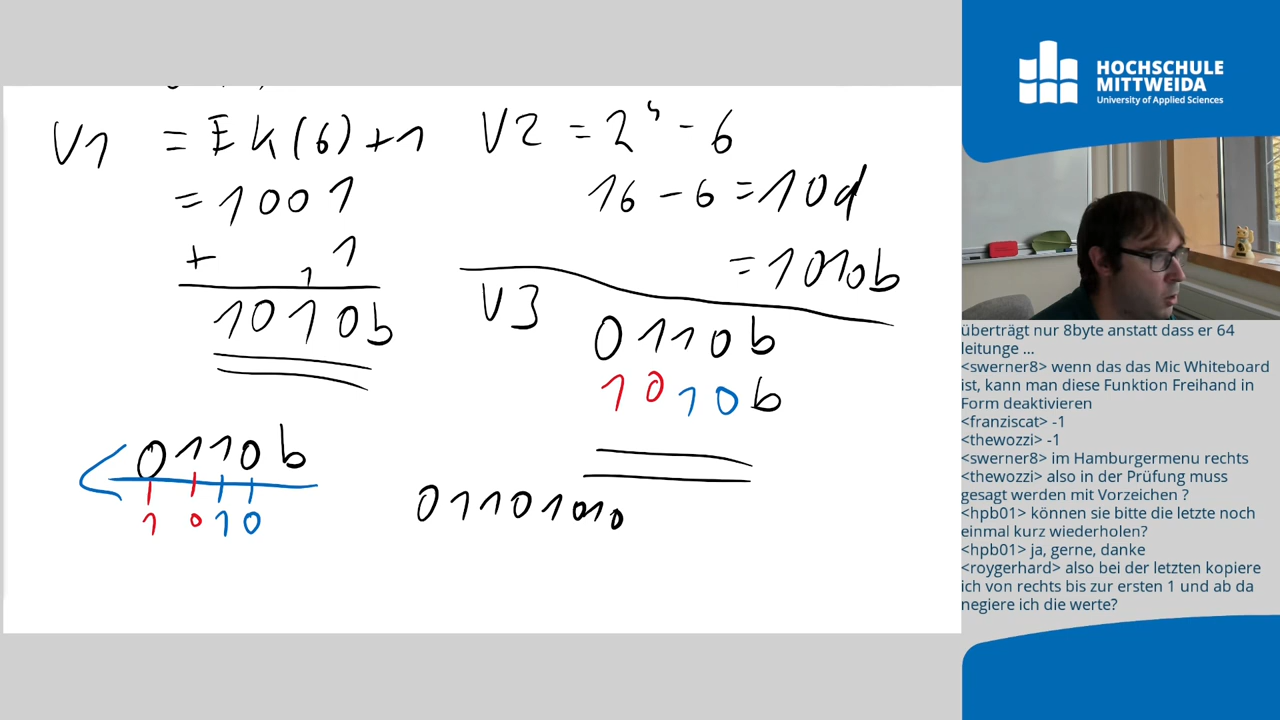 V1 = EK(6)+1
= 1001
+ 1
1
1010b
V2 = 2⁴ - 6
16 - 6 = 10d
= 1010b
V3
0110b
1010b
0110b
1010
01101010
HOCHSCHULE
MITTWEIDA
University of Applied Sciences
überträgt nur 8byte anstatt dass er 64
leitunge ...
<swerner8> wenn das das Mic Whiteboard
ist, kann man diese Funktion Freihand in
Form deaktivieren
<franziscat> -1
<thewozzi> -1
<swerner8> im Hamburgermenu rechts
<thewozzi> also in der Prüfung muss
gesagt werden mit Vorzeichen ?
<hpb01> können sie bitte die letzte noch
einmal kurz wiederholen?
<hpb01> ja, gerne, danke
<roygerhard> also bei der letzten kopiere
ich von rechts bis zur ersten 1 und ab da
negiere ich die werte?